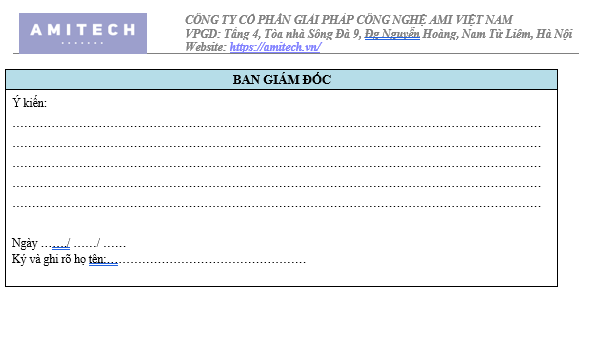 AMITECH
CÔNG TY CỔ PHẦN GIẢI PHÁP CÔNG NGHỆ AMI VIỆT NAM
VPGD: Tầng 4, Tòa nhà Sông Đà 9, Đg Nguyễn Hoàng, Nam Từ Liêm, Hà Nội
Website: https://amitech.vn/
BAN GIÁM ĐỐC
Ý kiến:
……………………………………………………………………………………………………
……………………………………………………………………………………………………
……………………………………………………………………………………………………
……………………………………………………………………………………………………
……………………………………………………………………………………………………
Ngày ……./ ……/ ……
Ký và ghi rõ họ tên:…………………………………………